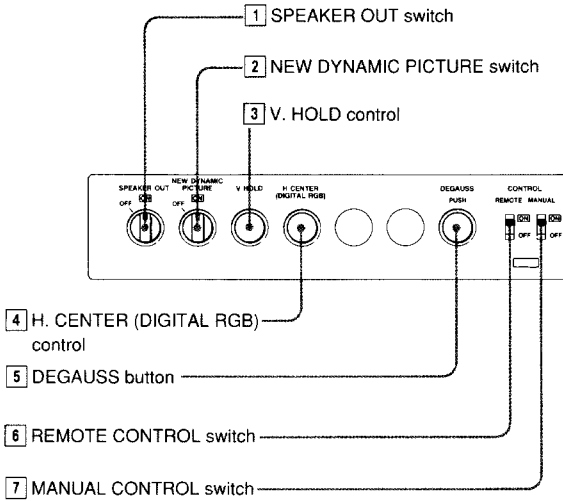 1 SPEAKER OUT switch
2 NEW DYNAMIC PICTURE switch
3 V. HOLD control
SPEAKER OUT
NEW DYNAMIC
PICTURE
V HOLD
H CENTER
(DIGITAL RGB)
DEGAUSS
PUSH
CONTROL
REMOTE MANUAL
OFF ON
OFF ON
ON
OFF
ON
OFF
4 H. CENTER (DIGITAL RGB)
control
5 DEGAUSS button
6 REMOTE CONTROL switch
7 MANUAL CONTROL switch